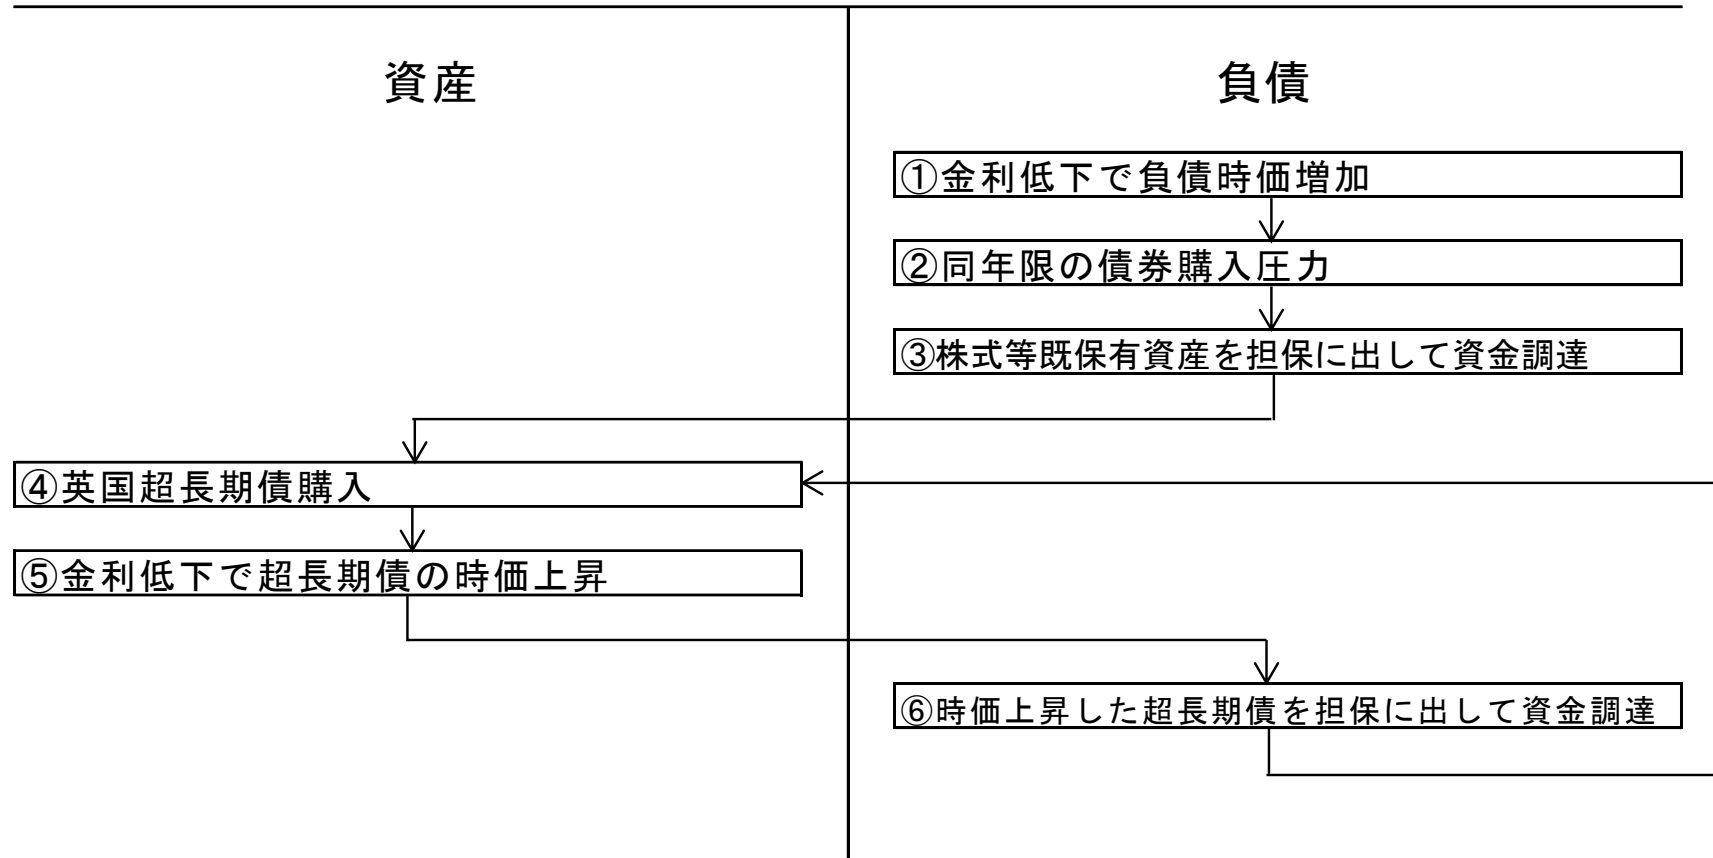 資産
負債
①金利低下で負債時価増加
②同年限の債券購入圧力
③株式等既保有資産を担保に出して資金調達
④英国超長期債購入
⑤金利低下で超長期債の時価上昇
⑥時価上昇した超長期債を担保に出して資金調達